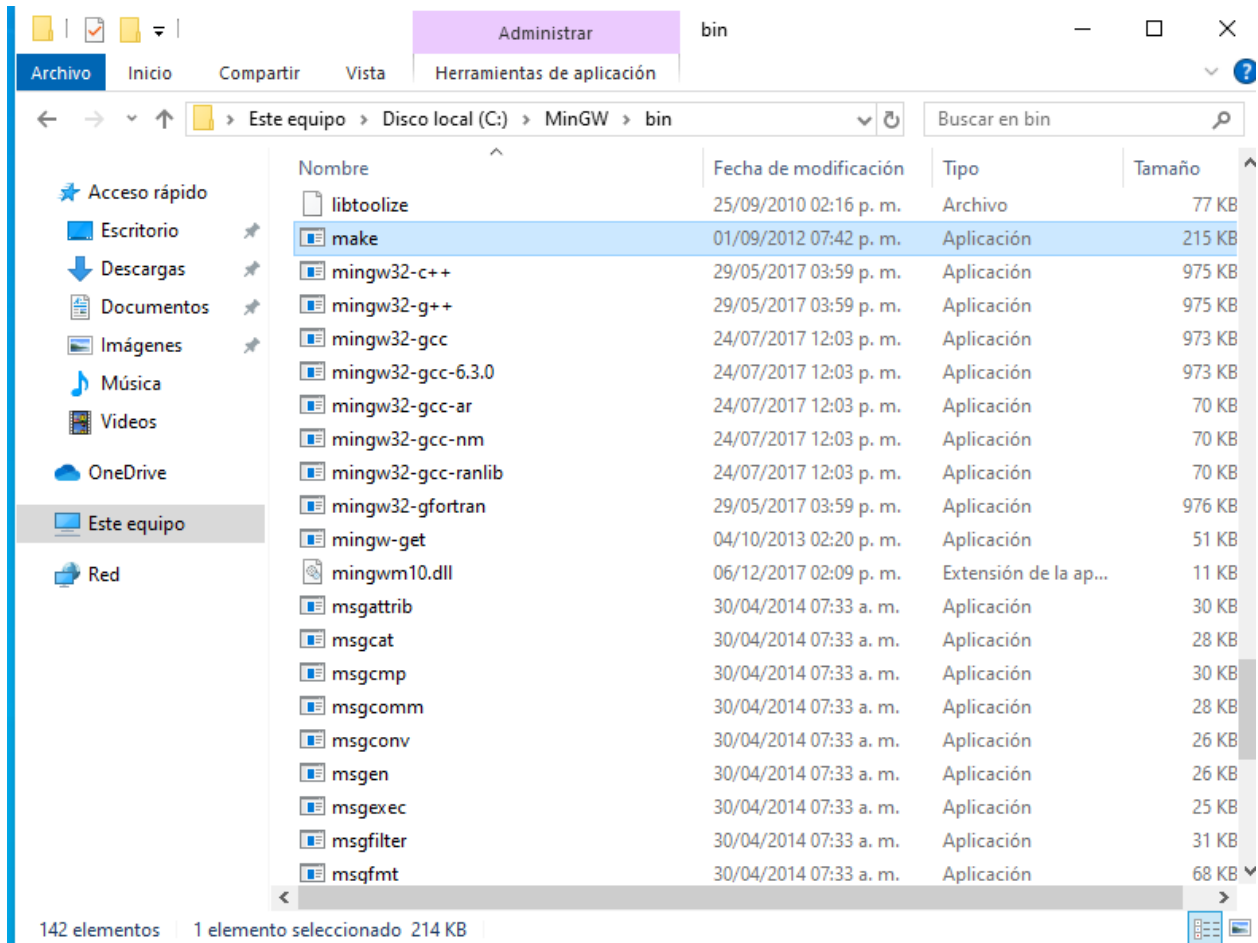 Administrar bin
Archivo Inicio Compartir Vista Herramientas de aplicación
Este equipo Disco local (C:) MinGW bin Buscar en bin
Nombre Fecha de modificación Tipo Tamaño
Acceso rápido
Escritorio
Descargas
Documentos
Imágenes
Música
Videos
OneDrive
Este equipo
Red
libtoolize 25/09/2010 02:16 p. m. Archivo 77 KB
make 01/09/2012 07:42 p. m. Aplicación 215 KB
mingw32-c++ 29/05/2017 03:59 p. m. Aplicación 975 KB
mingw32-g++ 29/05/2017 03:59 p. m. Aplicación 975 KB
mingw32-gcc 24/07/2017 12:03 p. m. Aplicación 973 KB
mingw32-gcc-6.3.0 24/07/2017 12:03 p. m. Aplicación 973 KB
mingw32-gcc-ar 24/07/2017 12:03 p. m. Aplicación 70 KB
mingw32-gcc-nm 24/07/2017 12:03 p. m. Aplicación 70 KB
mingw32-gcc-ranlib 24/07/2017 12:03 p. m. Aplicación 70 KB
mingw32-gfortran 29/05/2017 03:59 p. m. Aplicación 976 KB
mingw-get 04/10/2013 02:20 p. m. Aplicación 51 KB
mingwm10.dll 06/12/2017 02:09 p. m. Extensión de la ap... 11 KB
msgattrib 30/04/2014 07:33 a. m. Aplicación 30 KB
msgcat 30/04/2014 07:33 a. m. Aplicación 28 KB
msgcmp 30/04/2014 07:33 a. m. Aplicación 30 KB
msgcomm 30/04/2014 07:33 a. m. Aplicación 28 KB
msgconv 30/04/2014 07:33 a. m. Aplicación 26 KB
msgen 30/04/2014 07:33 a. m. Aplicación 26 KB
msgexec 30/04/2014 07:33 a. m. Aplicación 25 KB
msgfilter 30/04/2014 07:33 a. m. Aplicación 31 KB
msgfmt 30/04/2014 07:33 a. m. Aplicación 68 KB
142 elementos 1 elemento seleccionado 214 KB